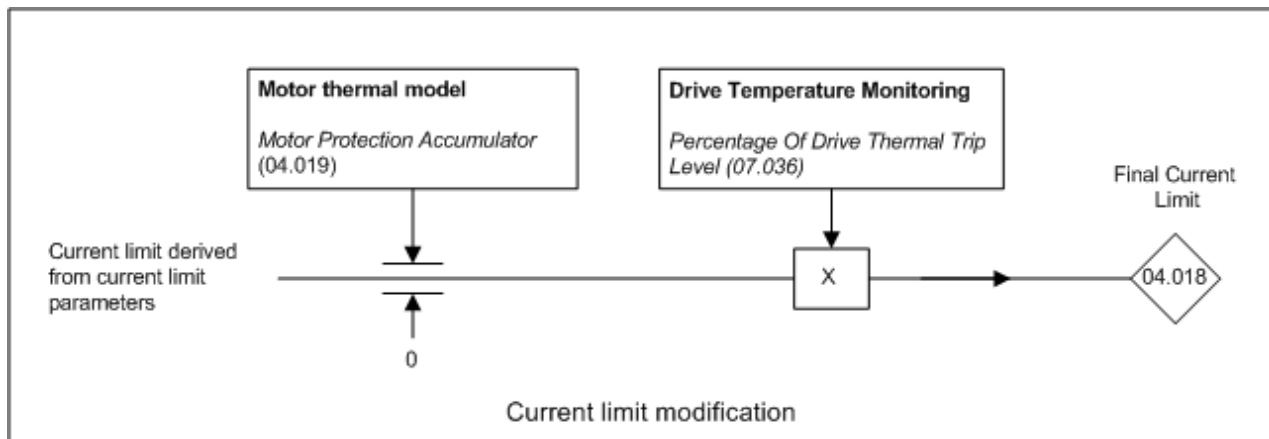 Motor thermal model
Motor Protection Accumulator
(04.019)
Drive Temperature Monitoring
Percentage Of Drive Thermal Trip
Level (07.036)
Final Current
Limit
Current limit derived
from current limit
parameters
X
04.018
0
Current limit modification